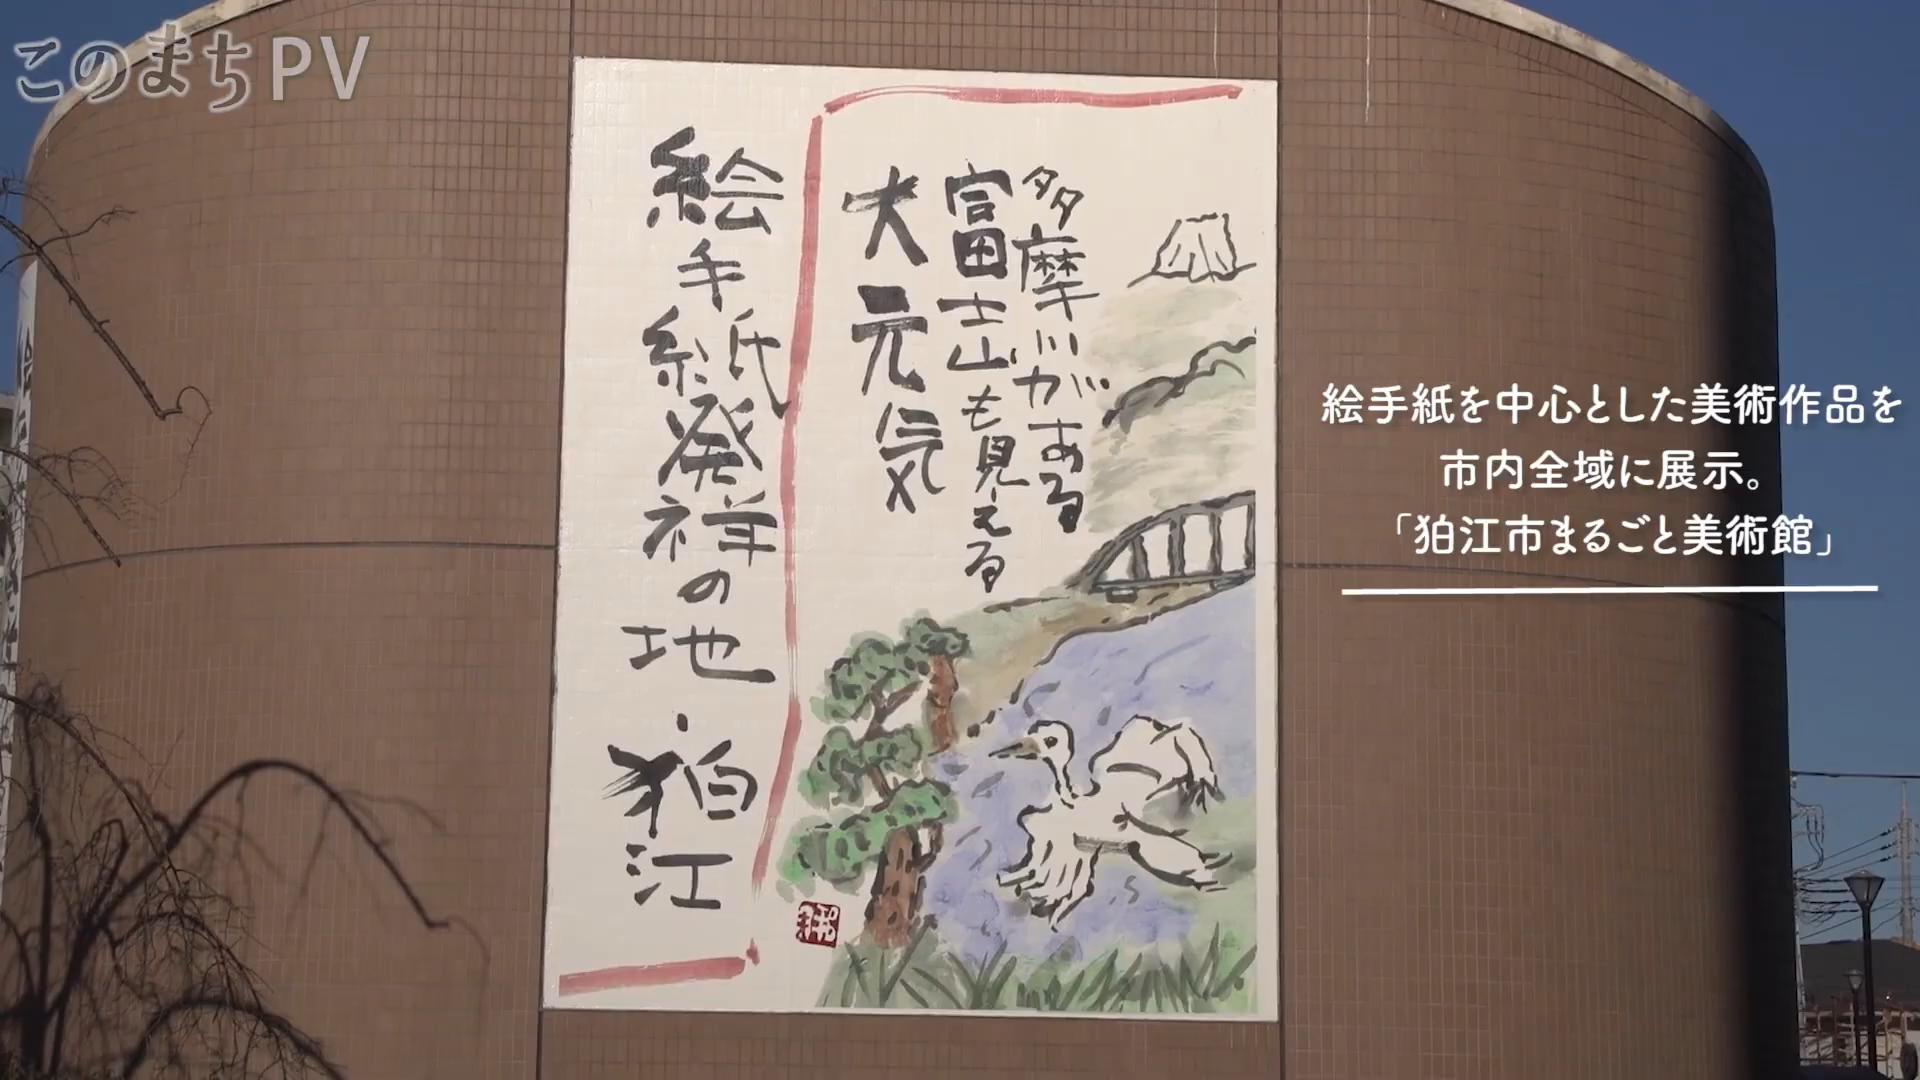 このまちPV
多摩川がある
富士山も見える
大元気
絵手紙発祥の地・狛江
絵手紙を中心とした美術作品を
市内全域に展示。
「狛江市まるごと美術館」